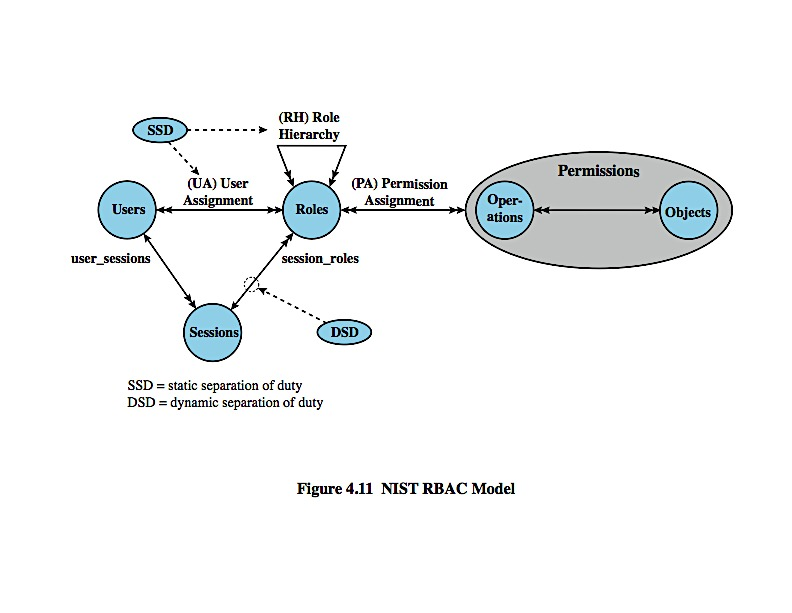 SSD
(RH) Role
Hierarchy
(UA) User
Assignment
(PA) Permission
Assignment
Permissions
Users
Roles
Oper-
ations
Objects
user_sessions
session_roles
Sessions
DSD
SSD = static separation of duty
DSD = dynamic separation of duty
Figure 4.11 NIST RBAC Model